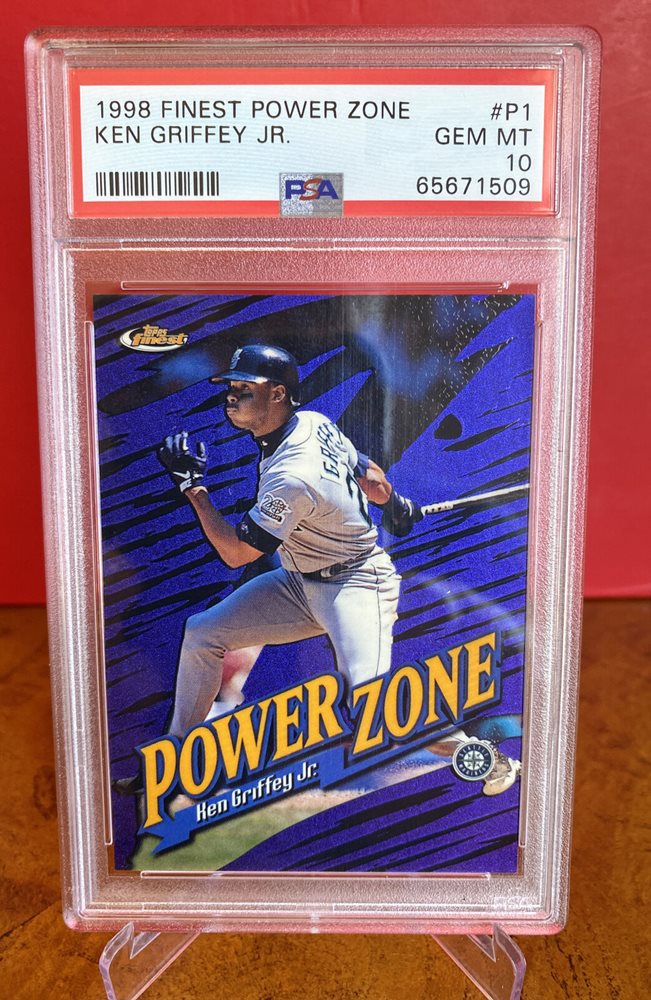 1998 FINEST POWER ZONE #P1
KEN GRIFFEY JR. GEM MT
10
PSA 65671509
TOPPS
finest
POWER ZONE
Ken Griffey Jr.